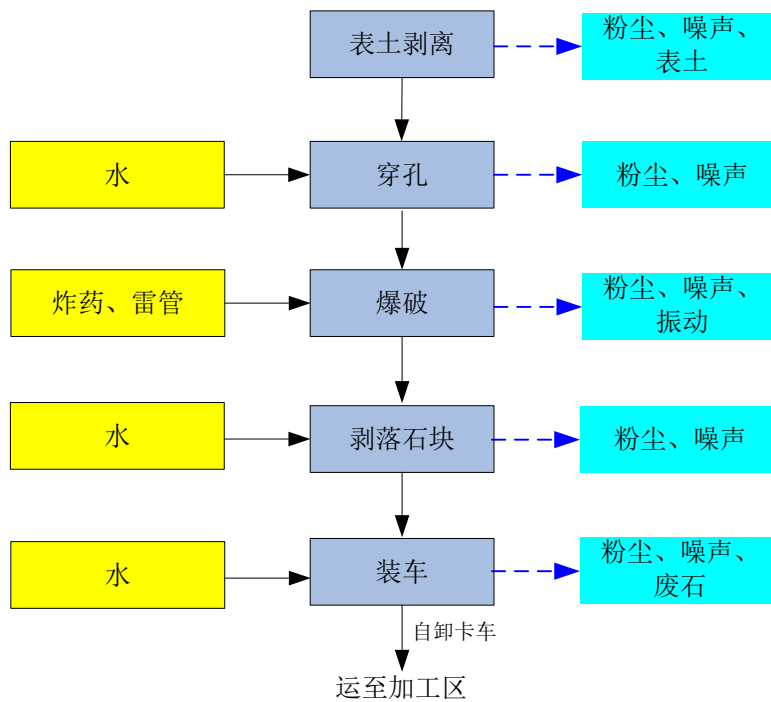 表土剥离
粉尘、噪声、
表土
水
穿孔
粉尘、噪声
炸药、雷管
爆破
粉尘、噪声、
振动
水
剥落石块
粉尘、噪声
水
装车
粉尘、噪声、
废石
自卸卡车
运至加工区